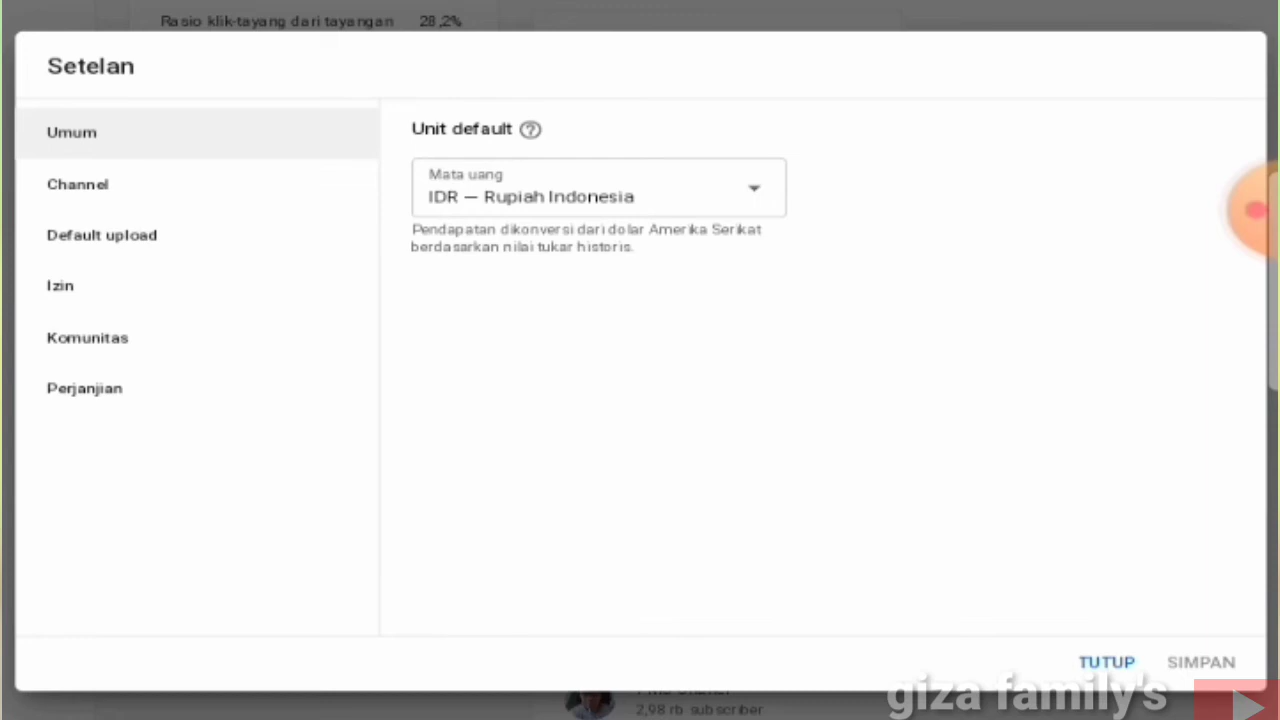 Rasio klik-tayang dari tayangan 28,2%
Setelan
Umum
Channel
Default upload
Izin
Komunitas
Perjanjian
Unit default
Mata uang
IDR — Rupiah Indonesia
Pendapatan dikonversi dari dolar Amerika Serikat
berdasarkan nilai tukar historis.
TUTUP
SIMPAN
giza family's
2,98 rb subscriber